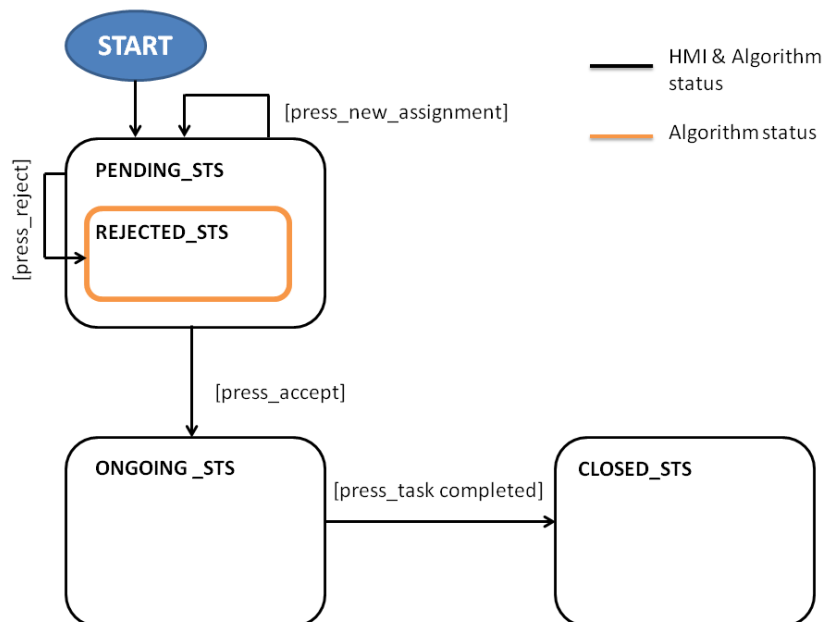 START
HMI & Algorithm
status
[press_new_assignment]
Algorithm status
PENDING_STS
[press_reject]
REJECTED_STS
[press_accept]
ONGOING _STS
CLOSED_STS
[press_task completed]